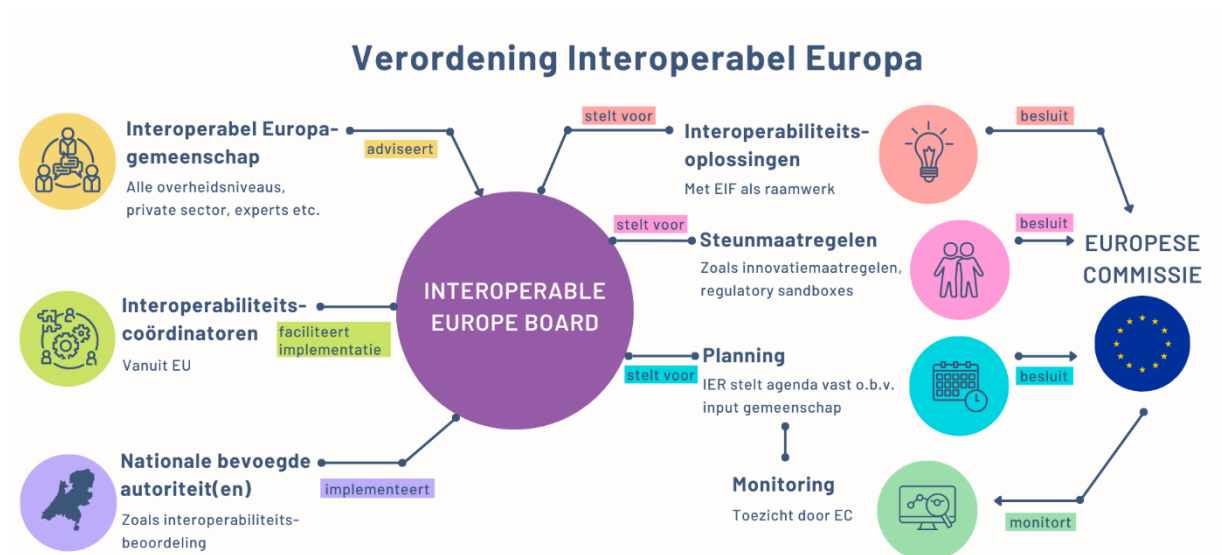 Verordening Interoperabel Europa
Interoperabel Europa-
gemeenschap
Alle overheidsniveaus,
private sector, experts etc.
adviseert
Interoperabiliteits-
coördinatoren
Vanuit EU
faciliteert
implementatie
Nationale bevoegde
autoriteit(en)
Zoals interoperabiliteits-
beoordeling
implementeert
INTEROPERABLE
EUROPE BOARD
stelt voor
Interoperabiliteits-
oplossingen
Met EIF als raamwerk
besluit
stelt voor
Steunmaatregelen
Zoals innovatiemaatregelen,
regulatory sandboxes
besluit
stelt voor
Planning
IER stelt agenda vast o.b.v.
input gemeenschap
besluit
Monitoring
Toezicht door EC
monitort
EUROPESE
COMMISSIE